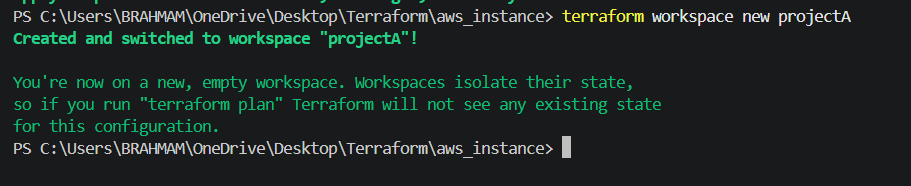 PS C:\Users\BRAHMAM\OneDrive\Desktop\Terraform\aws_instance> terraform workspace new projectA
Created and switched to workspace "projectA"!
You're now on a new, empty workspace. Workspaces isolate their state,
so if you run "terraform plan" Terraform will not see any existing state
for this configuration.
PS C:\Users\BRAHMAM\OneDrive\Desktop\Terraform\aws_instance>